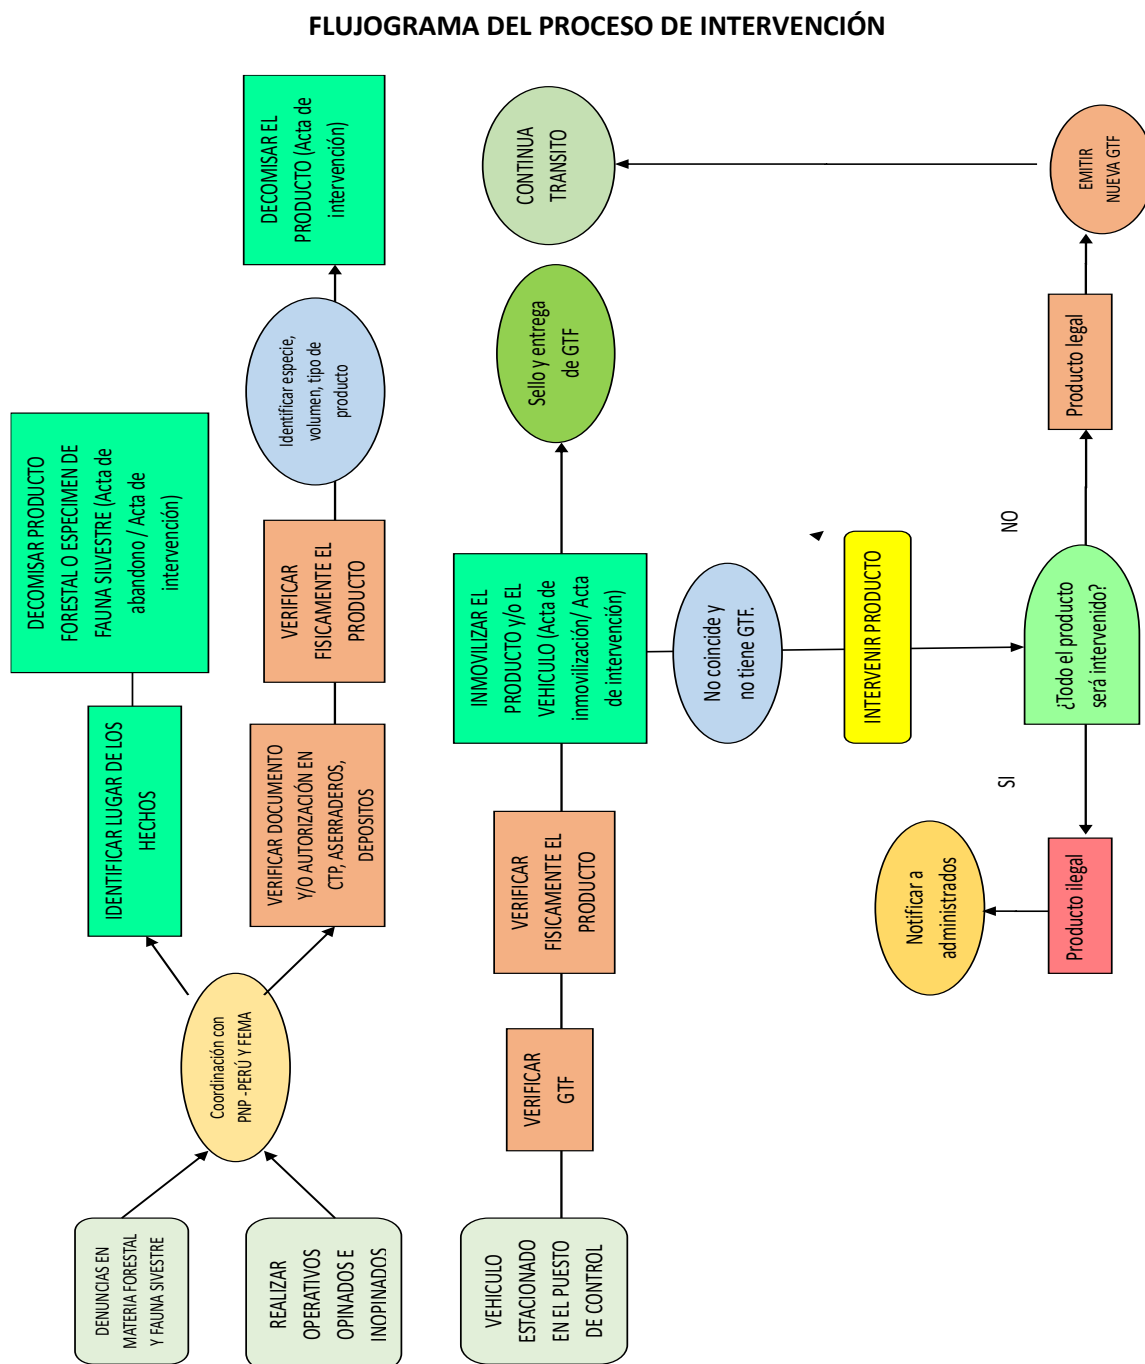 FLUJOGRAMA DEL PROCESO DE INTERVENCIÓN
DENUNCIAS EN
MATERIA FORESTAL
Y FAUNA SIVESTRE
REALIZAR
OPERATIVOS
OPINADOS E
INOPINADOS
Coordinación con
PNP -PERÚ Y FEMA
IDENTIFICAR LUGAR DE LOS
HECHOS
DECOMISAR PRODUCTO
FORESTAL O ESPECIMEN DE
FAUNA SILVESTRE (Acta de
abandono / Acta de
intervención)
VERIFICAR DOCUMENTO
Y/O AUTORIZACIÓN EN
CTP, ASERRADEROS,
DEPOSITOS
VERIFICAR
FISICAMENTE EL
PRODUCTO
Identificar especie,
volumen, tipo de
producto
DECOMISAR EL
PRODUCTO (Acta de
intervención)
VEHICULO
ESTACIONADO
EN EL PUESTO
DE CONTROL
VERIFICAR
GTF
VERIFICAR
FISICAMENTE EL
PRODUCTO
INMOVILIZAR EL
PRODUCTO y/o EL
VEHICULO (Acta de
inmovilización/ Acta
de intervención)
Sello y entrega
de GTF
CONTINUA
TRANSITO
No coincide y
no tiene GTF.
INTERVENIR PRODUCTO
¿Todo el producto
será intervenido?
SI
NO
Producto ilegal
Notificar a
administrados
Producto legal
EMITIR
NUEVA GTF